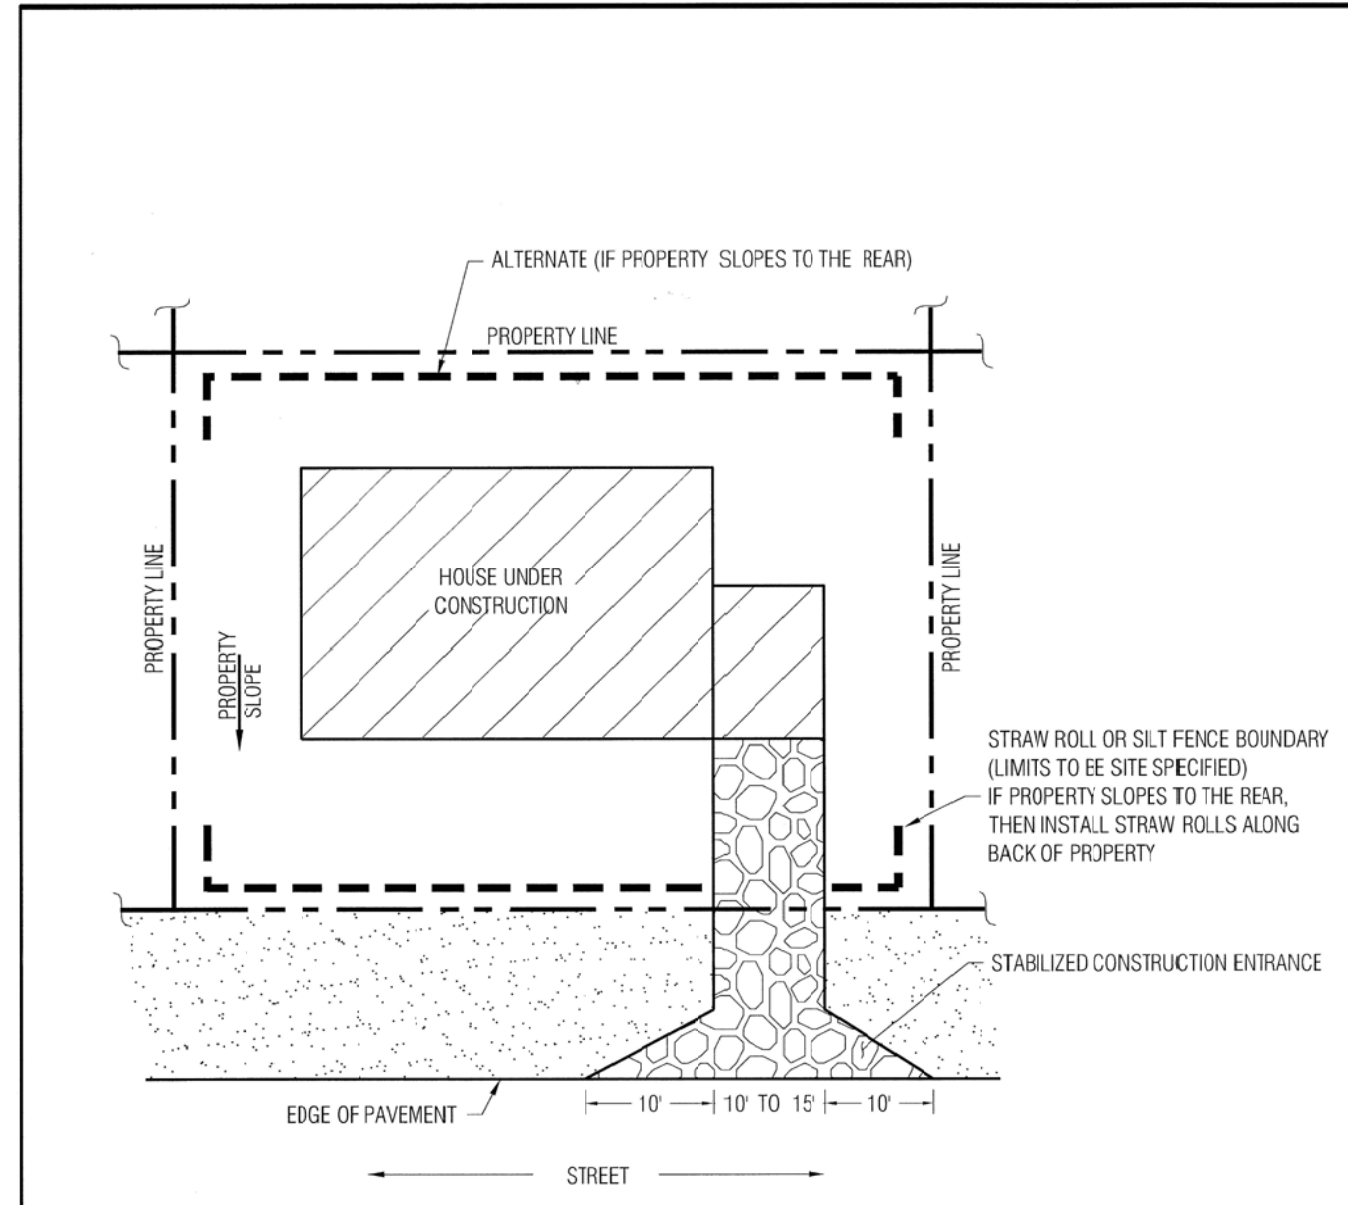 ALTERNATE (IF PROPERTY SLOPES TO THE REAR)
PROPERTY LINE
PROPERTY LINE
PROPERTY LINE
HOUSE UNDER
CONSTRUCTION
PROPERTY
SLOPE
STRAW ROLL OR SILT FENCE BOUNDARY
(LIMITS TO BE SITE SPECIFIED)
IF PROPERTY SLOPES TO THE REAR,
THEN INSTALL STRAW ROLLS ALONG
BACK OF PROPERTY
STABILIZED CONSTRUCTION ENTRANCE
EDGE OF PAVEMENT
10'
10' TO 15'
10'
STREET